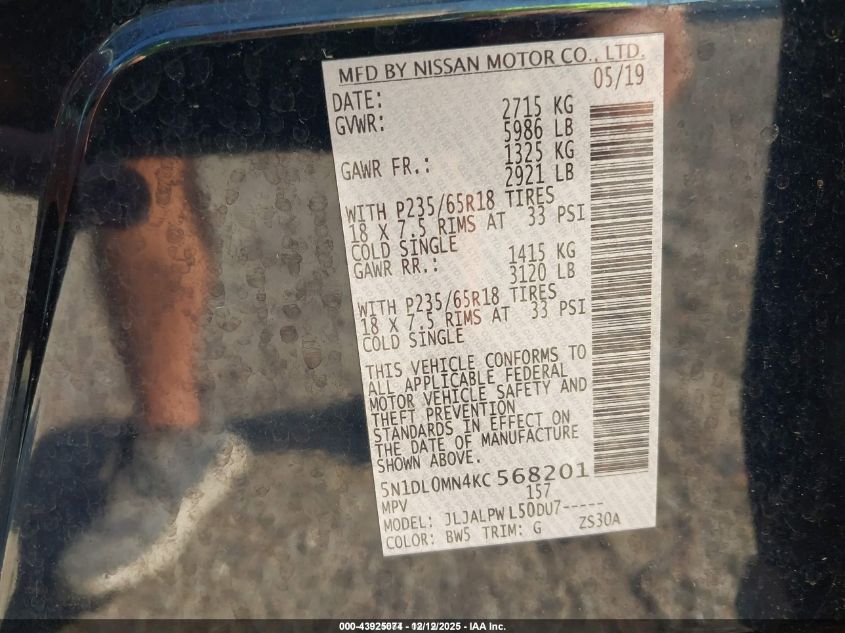 MFD BY NISSAN MOTOR CO., LTD.
DATE: 05/19
GVWR: 2715 KG
5986 LB
GAWR FR.: 1325 KG
2921 LB
WITH P235/65R18 TIRES
18 X 7.5 RIMS AT 33 PSI
COLD SINGLE
GAWR RR.: 1415 KG
3120 LB
WITH P235/65R18 TIRES
18 X 7.5 RIMS AT 33 PSI
COLD SINGLE
THIS VEHICLE CONFORMS TO
ALL APPLICABLE FEDERAL
MOTOR VEHICLE SAFETY AND
THEFT PREVENTION
STANDARDS IN EFFECT ON
THE DATE OF MANUFACTURE
SHOWN ABOVE.
5N1DL0MN4KC568201
MPV 157
MODEL: JLJALPWL50DU7-----
COLOR: BW5 TRIM: G ZS30A
12/12/2025 - IAA Inc.